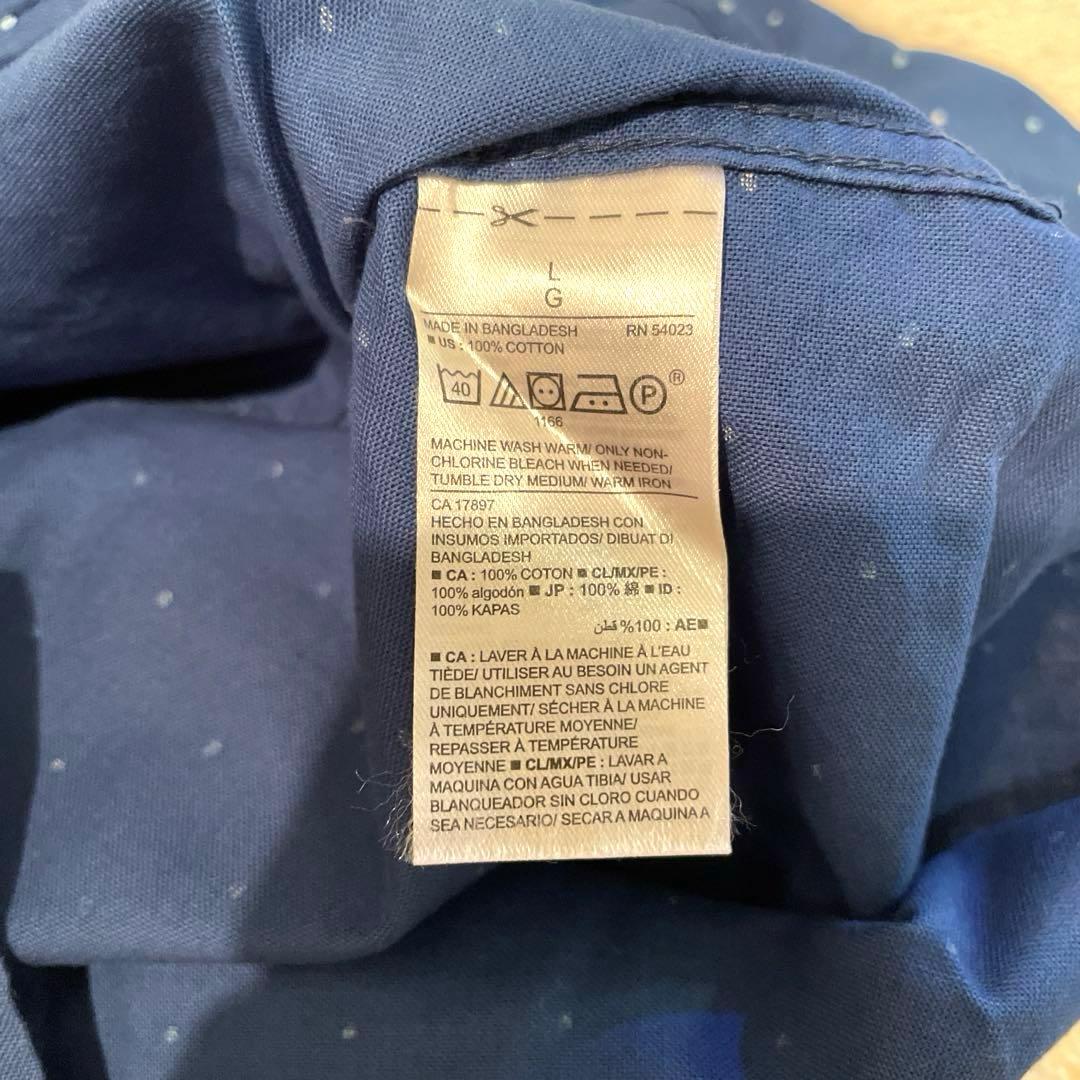 L
G
MADE IN BANGLADESH RN 54023
■ US : 100% COTTON
40 P ®
1166
MACHINE WASH WARM/ ONLY NON-
CHLORINE BLEACH WHEN NEEDED/
TUMBLE DRY MEDIUM/ WARM IRON
CA 17897
HECHO EN BANGLADESH CON
INSUMOS IMPORTADOS/ DIBUAT DI
BANGLADESH
■ CA : 100% COTON ■ CL/MX/PE :
100% algodón ■ JP : 100% 綿 ■ ID :
100% KAPAS
■AE : 100% قطن
■ CA : LAVER À LA MACHINE À L'EAU
TIÈDE/ UTILISER AU BESOIN UN AGENT
DE BLANCHIMENT SANS CHLORE
UNIQUEMENT/ SÉCHER À LA MACHINE
À TEMPÉRATURE MOYENNE/
REPASSER À TEMPÉRATURE
MOYENNE ■ CL/MX/PE : LAVAR A
MAQUINA CON AGUA TIBIA/ USAR
BLANQUEADOR SIN CLORO CUANDO
SEA NECESARIO/ SECAR A MAQUINA A